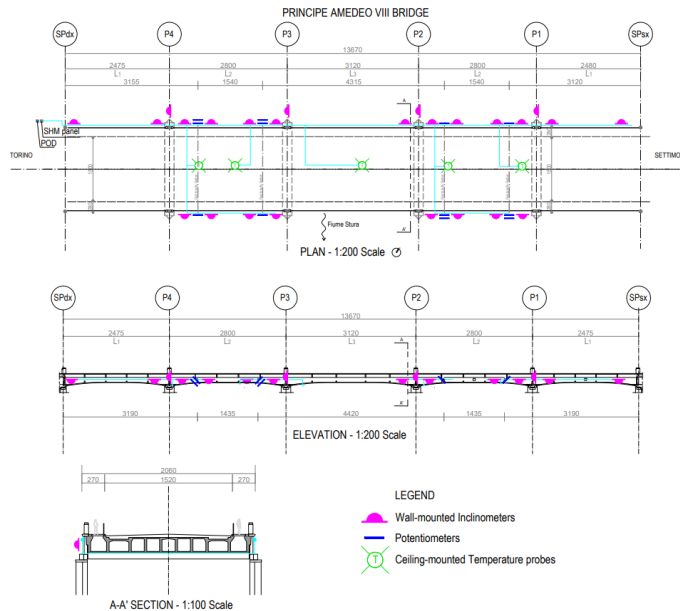 PRINCIPE AMEDEO VIII BRIDGE
SPdx P4 P3 P2 P1 SPsx
13670
2475 2800 3120 2800 2480
L1 L2 L3 L2 L1
3155 1540 4315 1540 3120
A
SHM panel
POD
TORINO
SETTIMO
Fiume Stura
A'
PLAN - 1:200 Scale
SPdx P4 P3 P2 P1 SPsx
13670
2475 2800 3120 2800 2475
L1 L2 L3 L2 L1
A
A'
3190 1435 4420 1435 3190
ELEVATION - 1:200 Scale
2060
270 1520 270
A-A' SECTION - 1:100 Scale
LEGEND
Wall-mounted Inclinometers
Potentiometers
T Ceiling-mounted Temperature probes